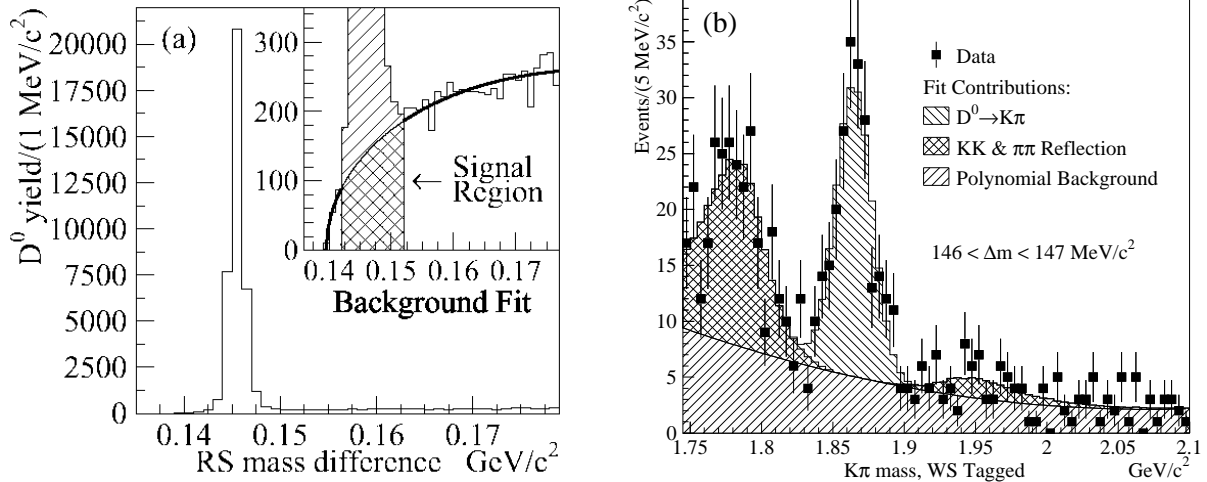 (a)
D⁰ yield/(1 MeV/c²)
20000
17500
15000
12500
10000
7500
5000
2500
0
0.14
0.15
0.16
0.17
RS mass difference GeV/c²
300
200
100
0
0.14
0.15
0.16
0.17
Background Fit
← Signal
Region
(b)
Events/(5 MeV/c²)
35
30
25
20
15
10
5
0
1.75
1.8
1.85
1.9
1.95
2
2.05
2.1
Kπ mass, WS Tagged
GeV/c²
Data
Fit Contributions:
D⁰→Kπ
KK & ππ Reflection
Polynomial Background
146 < Δm < 147 MeV/c²